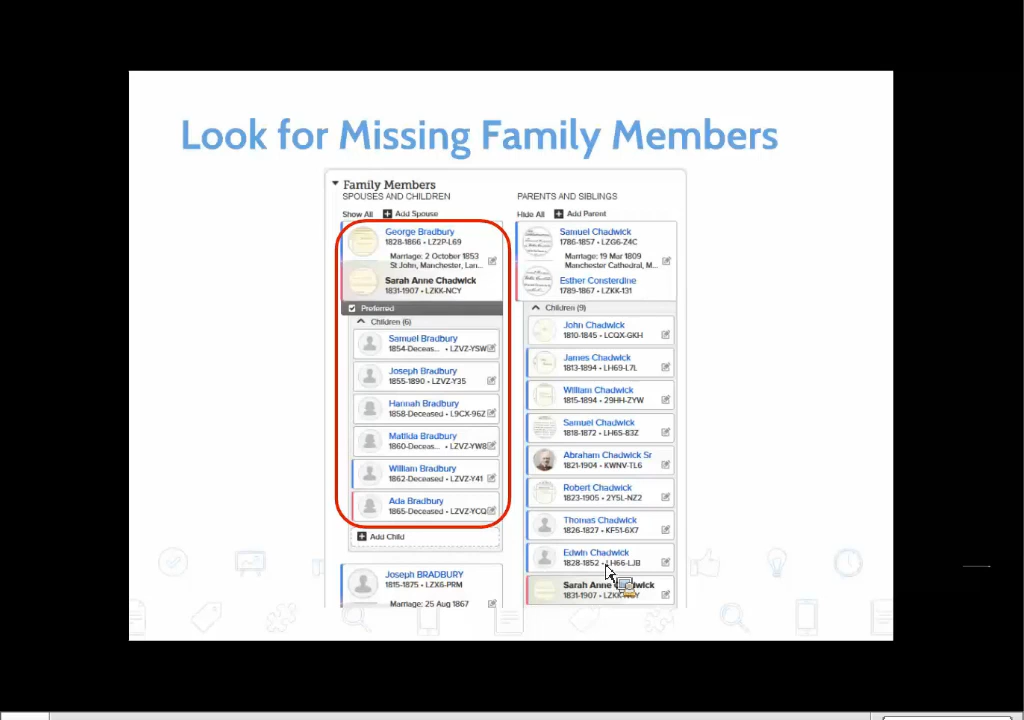 Look for Missing Family Members
Family Members
SPOUSES AND CHILDREN
Show All Add Spouse
George Bradbury
1828-1866 • LZ2P-L69
Marriage: 2 October 1853
St John, Manchester, Lan...
Sarah Anne Chadwick
1831-1907 • LZKK-NCY
Preferred
Children (6)
Samuel Bradbury
1854-Deceas... • LZVZ-YSW
Joseph Bradbury
1855-1890 • LZVZ-Y35
Hannah Bradbury
1858-Deceased • L9CX-96Z
Matilda Bradbury
1860-Deceas... • LZVZ-YW8
William Bradbury
1862-Deceased • LZVZ-Y41
Ada Bradbury
1865-Deceased • LZVZ-YCQ
Add Child
Joseph BRADBURY
1815-1875 • LZX6-PRM
Marriage: 25 Aug 1867
PARENTS AND SIBLINGS
Hide All Add Parent
Samuel Chadwick
1786-1857 • LZG6-Z4C
Marriage: 19 Mar 1809
Manchester Cathedral, M...
Esther Consterdine
1789-1867 • LZKK-131
Children (9)
John Chadwick
1810-1845 • LCQX-GKH
James Chadwick
1813-1894 • LH69-L7L
William Chadwick
1815-1894 • 29HH-ZYW
Samuel Chadwick
1818-1872 • LH6S-83Z
Abraham Chadwick Sr
1821-1904 • KWNV-TL6
Robert Chadwick
1823-1905 • 2Y5L-NZ2
Thomas Chadwick
1826-1827 • KF51-6X7
Edwin Chadwick
1828-1852 • LH66-LJB
Sarah Anne
1831-1907